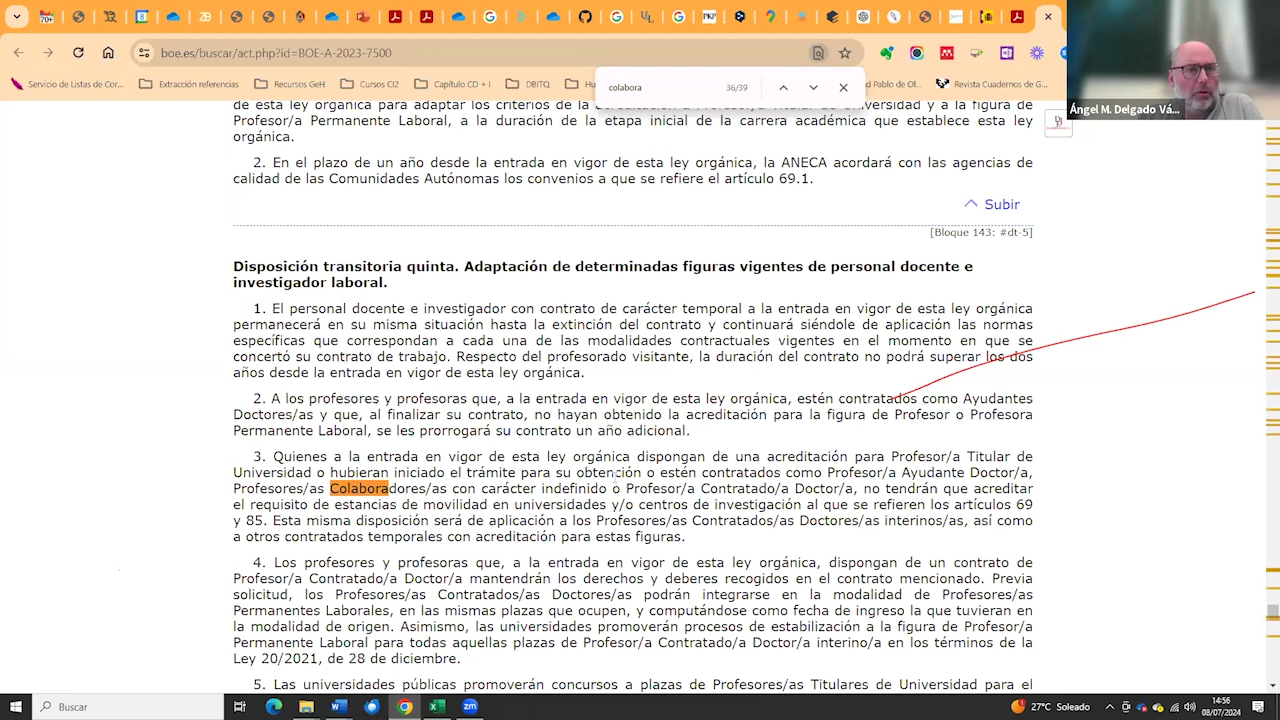 70+
boe.es/buscar/act.php?id=BOE-A-2023-7500
Servicio de Listas de Cor...
Extracción referencias
Recursos GeH
Cursos CI2
Capítulo CD + I
DBITQ
colabora
36/39
Pablo de Ol...
Revista Cuadernos de G...
Ángel M. Delgado Vá...
Profesor/a Permanente Laboral la duración de la etapa inicial de la carrera académica que establece esta ley
orgánica.
2. En el plazo de un año desde la entrada en vigor de esta ley orgánica, la ANECA acordará con las agencias de
calidad de las Comunidades Autónomas los convenios a que se refiere el artículo 69.1.
Subir
[Bloque 143: #dt-5]
Disposición transitoria quinta. Adaptación de determinadas figuras vigentes de personal docente e
investigador laboral.
1. El personal docente e investigador con contrato de carácter temporal a la entrada en vigor de esta ley orgánica
permanecerá en su misma situación hasta la extinción del contrato y continuará siéndole de aplicación las normas
específicas que correspondan a cada una de las modalidades contractuales vigentes en el momento en que se
concertó su contrato de trabajo. Respecto del profesorado visitante, la duración del contrato no podrá superar los dos
años desde la entrada en vigor de esta ley orgánica.
2. A los profesores y profesoras que, a la entrada en vigor de esta ley orgánica, estén contratados como Ayudantes
Doctores/as y que, al finalizar su contrato, no hayan obtenido la acreditación para la figura de Profesor o Profesora
Permanente Laboral, se les prorrogará su contrato un año adicional.
3. Quienes a la entrada en vigor de esta ley orgánica dispongan de una acreditación para Profesor/a Titular de
Universidad o hubieran iniciado el trámite para su obtención o estén contratados como Profesor/a Ayudante Doctor/a,
Profesores/as Colaboradores/as con carácter indefinido o Profesor/a Contratado/a Doctor/a, no tendrán que acreditar
el requisito de estancias de movilidad en universidades y/o centros de investigación al que se refieren los artículos 69
y 85. Esta misma disposición será de aplicación a los Profesores/as Contratados/as Doctores/as interinos/as, así como
a otros contratados temporales con acreditación para estas figuras.
4. Los profesores y profesoras que, a la entrada en vigor de esta ley orgánica, dispongan de un contrato de
Profesor/a Contratado/a Doctor/a mantendrán los derechos y deberes recogidos en el contrato mencionado. Previa
solicitud, los Profesores/as Contratados/as Doctores/as podrán integrarse en la modalidad de Profesores/as
Permanentes Laborales, en las mismas plazas que ocupen, y computándose como fecha de ingreso la que tuvieran en
la modalidad de origen. Asimismo, las universidades promoverán procesos de estabilización a la figura de Profesor/a
Permanente Laboral para todas aquellas plazas de Profesor/a Contratado/a Doctor/a interino/a en los términos de la
Ley 20/2021, de 28 de diciembre.
5. Las universidades públicas promoverán concursos a plazas de Profesores/as Titulares de Universidad para el
Buscar
27°C Soleado
14:56
08/07/2024